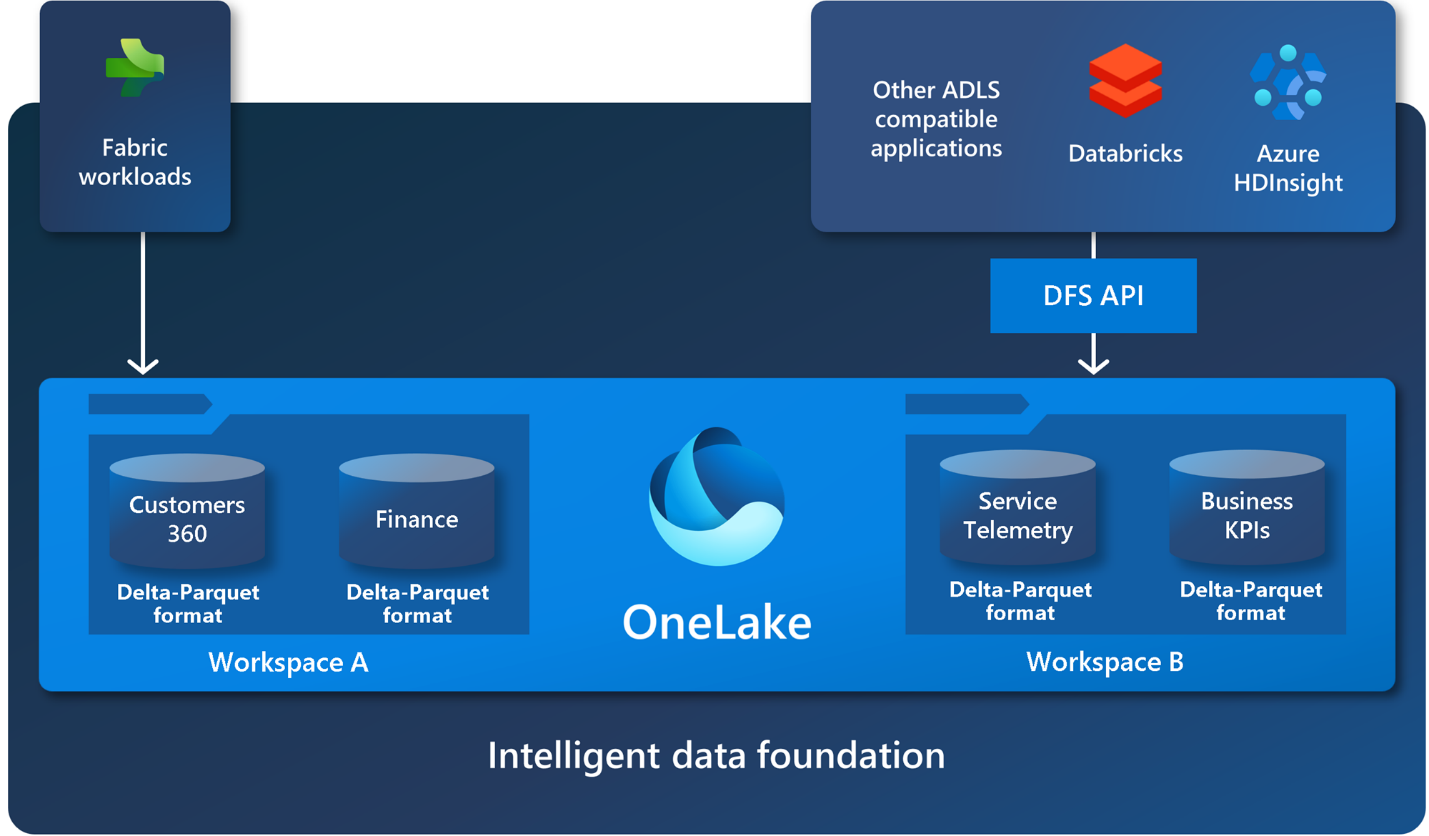 Fabric
workloads
Other ADLS
compatible
applications
Databricks
Azure
HDInsight
DFS API
Customers
360
Delta-Parquet
format
Finance
Delta-Parquet
format
Workspace A
OneLake
Service
Telemetry
Delta-Parquet
format
Business
KPIs
Delta-Parquet
format
Workspace B
Intelligent data foundation